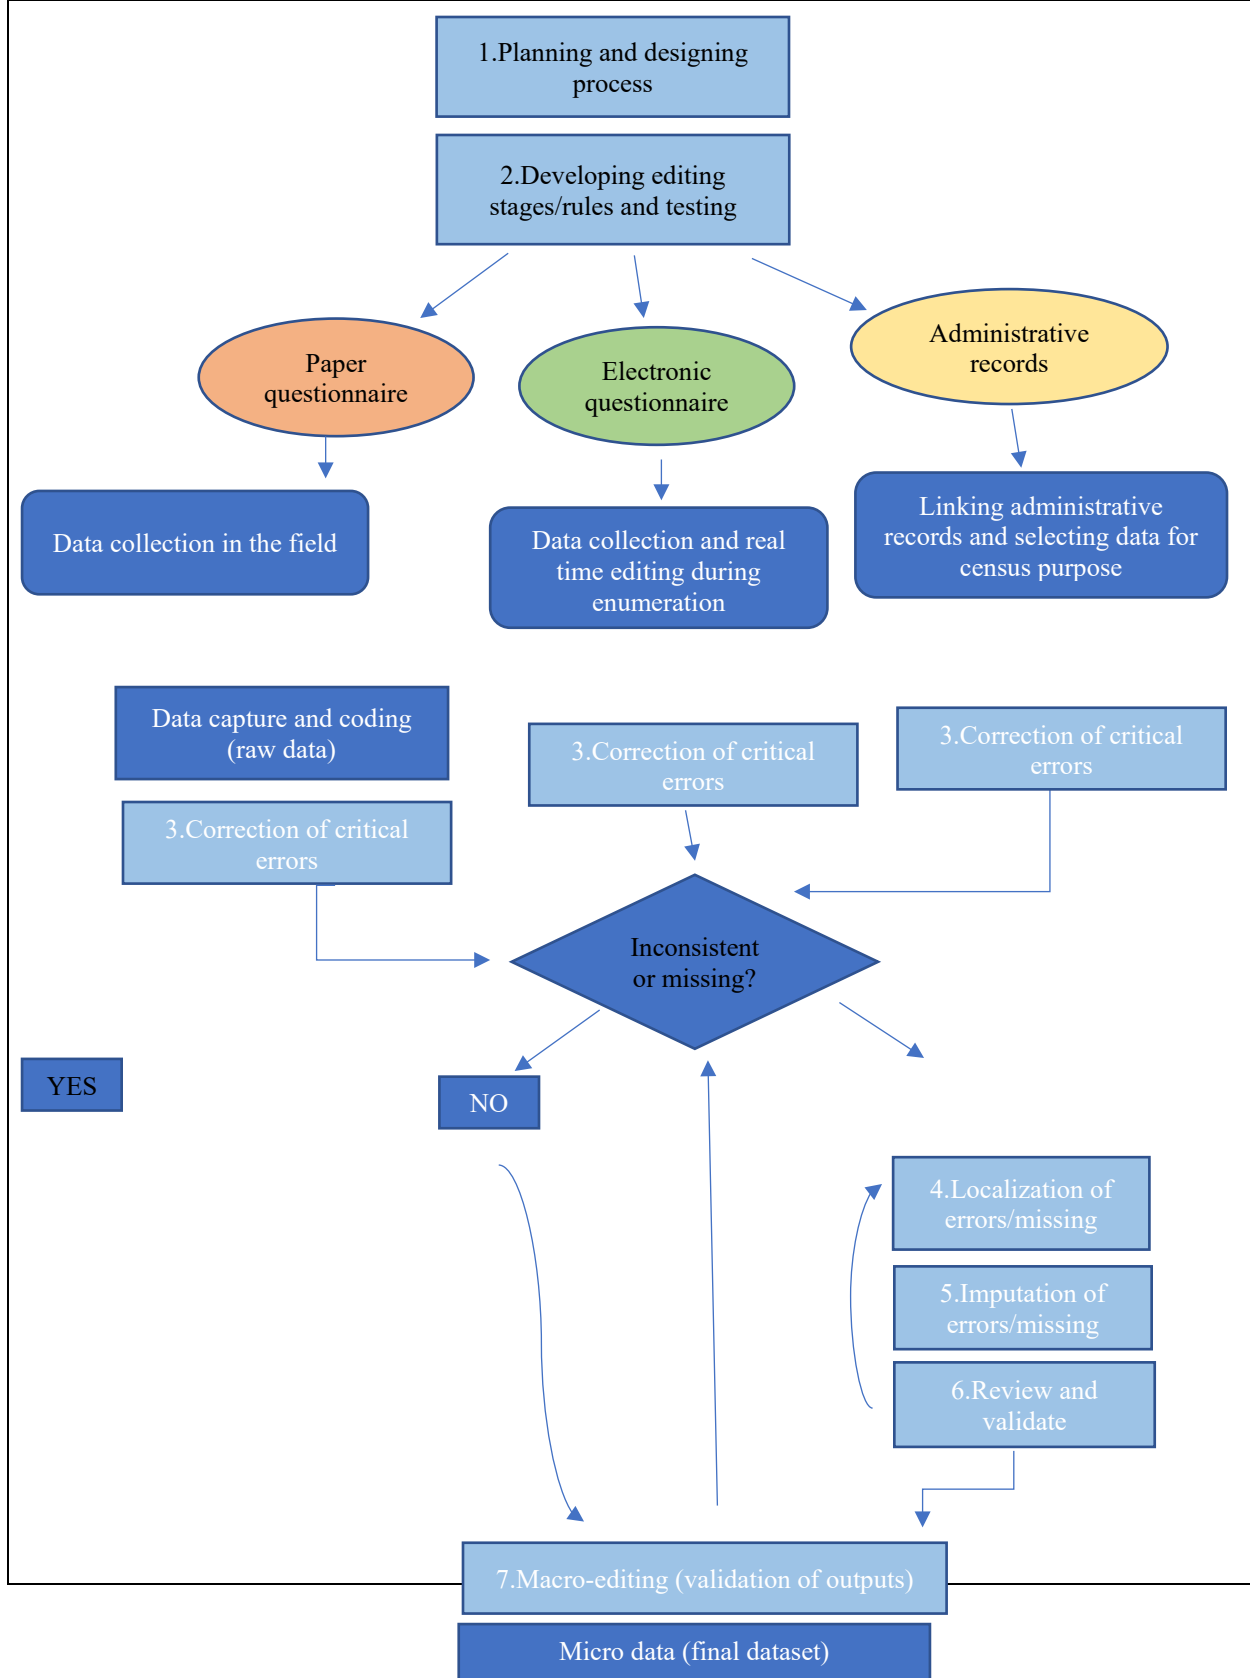 1.Planning and designing
process
2.Developing editing
stages/rules and testing
Paper
questionnaire
Electronic
questionnaire
Administrative
records
Data collection in the field
Data collection and real
time editing during
enumeration
Linking administrative
records and selecting data for
census purpose
Data capture and coding
(raw data)
3.Correction of critical
errors
3.Correction of critical
errors
3.Correction of critical
errors
Inconsistent
or missing?
YES
NO
4.Localization of
errors/missing
5.Imputation of
errors/missing
6.Review and
validate
7.Macro-editing (validation of outputs)
Micro data (final dataset)